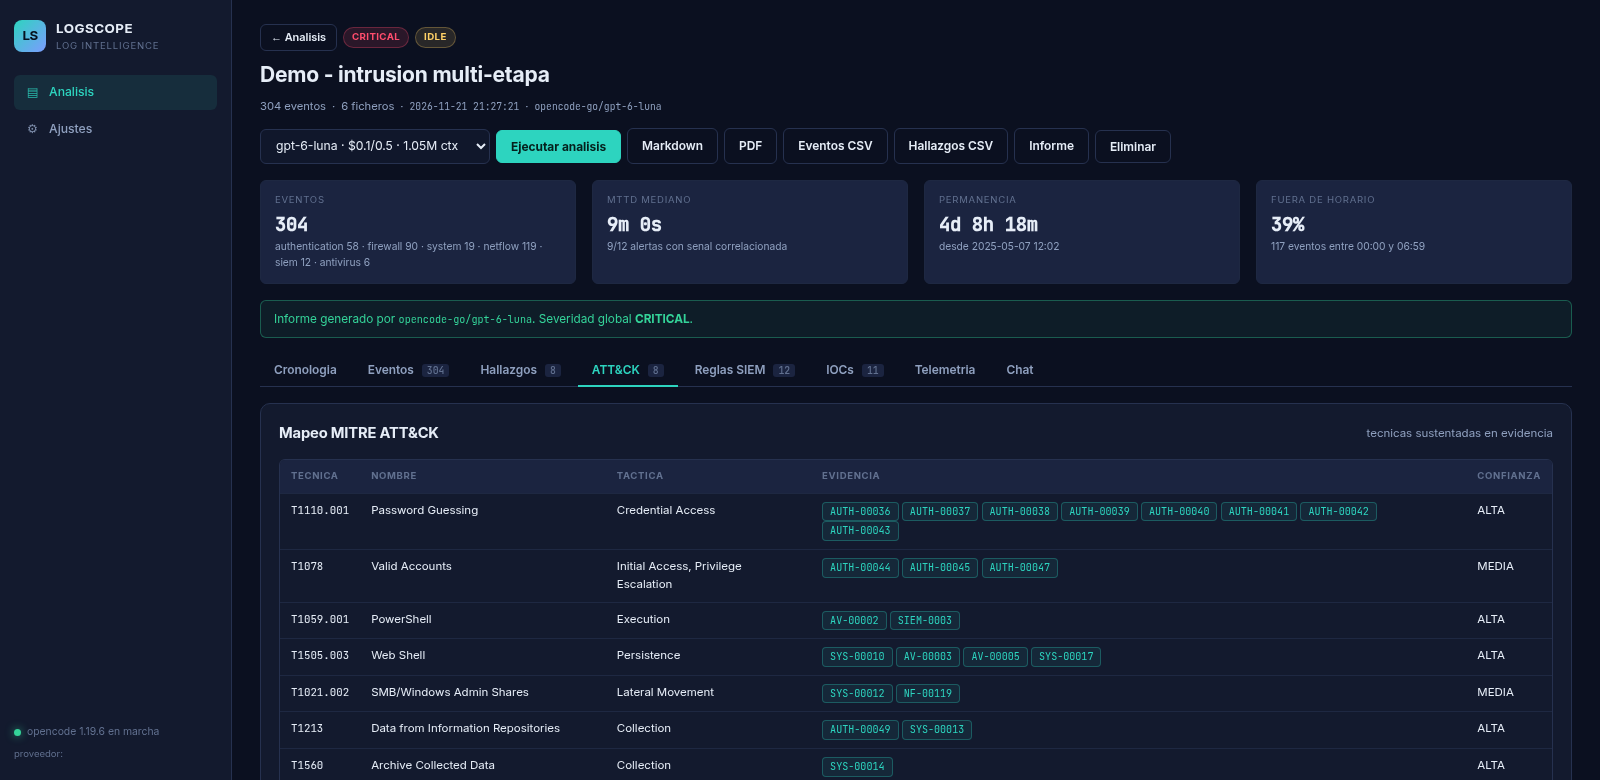 LS
LOGSCOPE
LOG INTELLIGENCE
Analisis
Ajustes
opencode 1.19.6 en marcha
proveedor:
← Analisis CRITICAL IDLE
Demo - intrusion multi-etapa
304 eventos · 6 ficheros · 2026-11-21 21:27:21 · opencode-go/gpt-6-luna
gpt-6-luna · $0.1/0.5 · 1.05M ctx Ejecutar analisis Markdown PDF Eventos CSV Hallazgos CSV Informe Eliminar
EVENTOS
304
authentication 58 · firewall 90 · system 19 · netflow 119 ·
siem 12 · antivirus 6
MTTD MEDIANO
9m 0s
9/12 alertas con senal correlacionada
PERMANENCIA
4d 8h 18m
desde 2025-05-07 12:02
FUERA DE HORARIO
39%
117 eventos entre 00:00 y 06:59
Informe generado por opencode-go/gpt-6-luna. Severidad global CRITICAL.
Cronologia Eventos 304 Hallazgos 8 ATT&CK 8 Reglas SIEM 12 IOCs 11 Telemetria Chat
Mapeo MITRE ATT&CK
tecnicas sustentadas en evidencia
TECNICA NOMBRE TACTICA EVIDENCIA CONFIANZA
T1110.001 Password Guessing Credential Access AUTH-00036 AUTH-00037 AUTH-00038 AUTH-00039 AUTH-00040 AUTH-00041 AUTH-00042 ALTA
AUTH-00043
T1078 Valid Accounts Initial Access, Privilege AUTH-00044 AUTH-00045 AUTH-00047 MEDIA
Escalation
T1059.001 PowerShell Execution AV-00002 SIEM-0003 ALTA
T1505.003 Web Shell Persistence SYS-00010 AV-00003 AV-00005 SYS-00017 ALTA
T1021.002 SMB/Windows Admin Shares Lateral Movement SYS-00012 NF-00119 MEDIA
T1213 Data from Information Repositories Collection AUTH-00049 SYS-00013 ALTA
T1560 Archive Collected Data Collection SYS-00014 ALTA